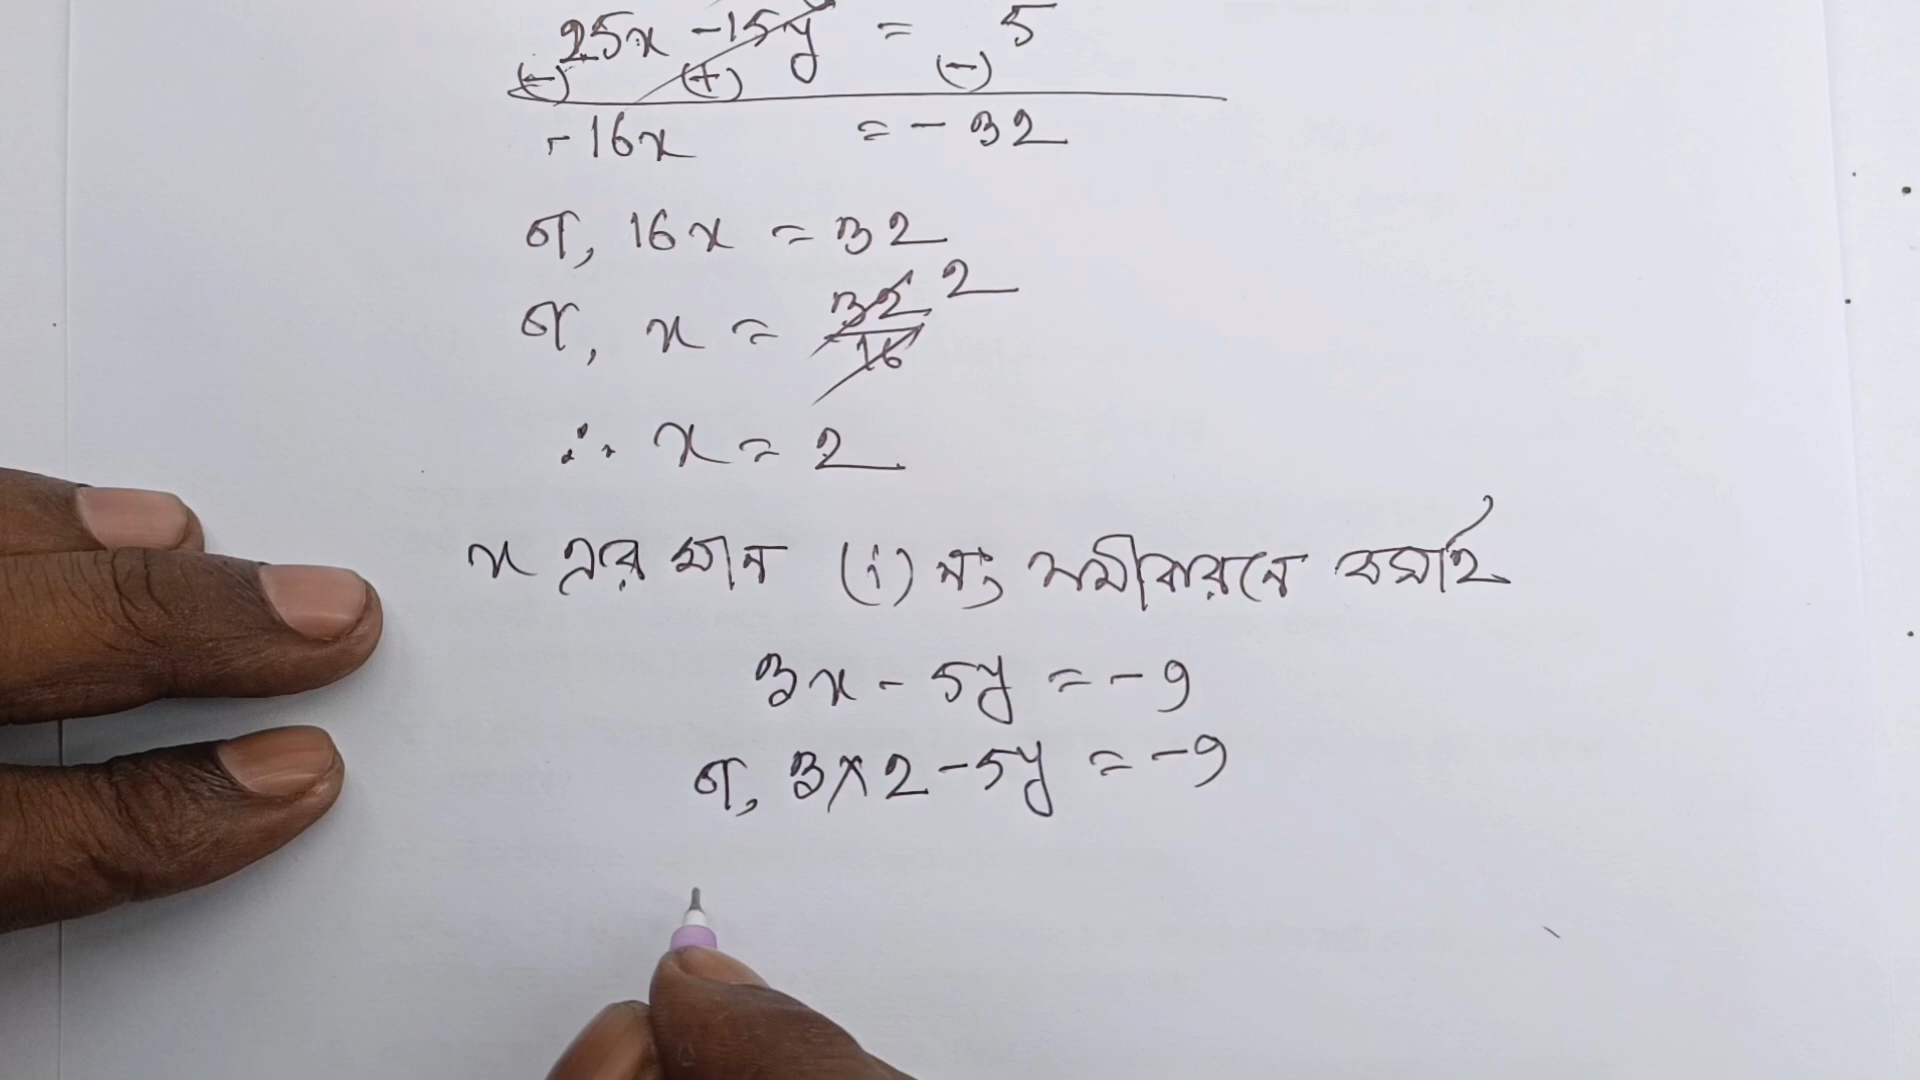 25x - 15y = 5
(-) (+) (-)
-16x = - 32
বা, 16x = 32
বা, x = 32/16 2
∴ x = 2
x এর মান (i) নং সমীকরনে বসাই
3x - 5y = - 9
বা, 3×2 - 5y = - 9